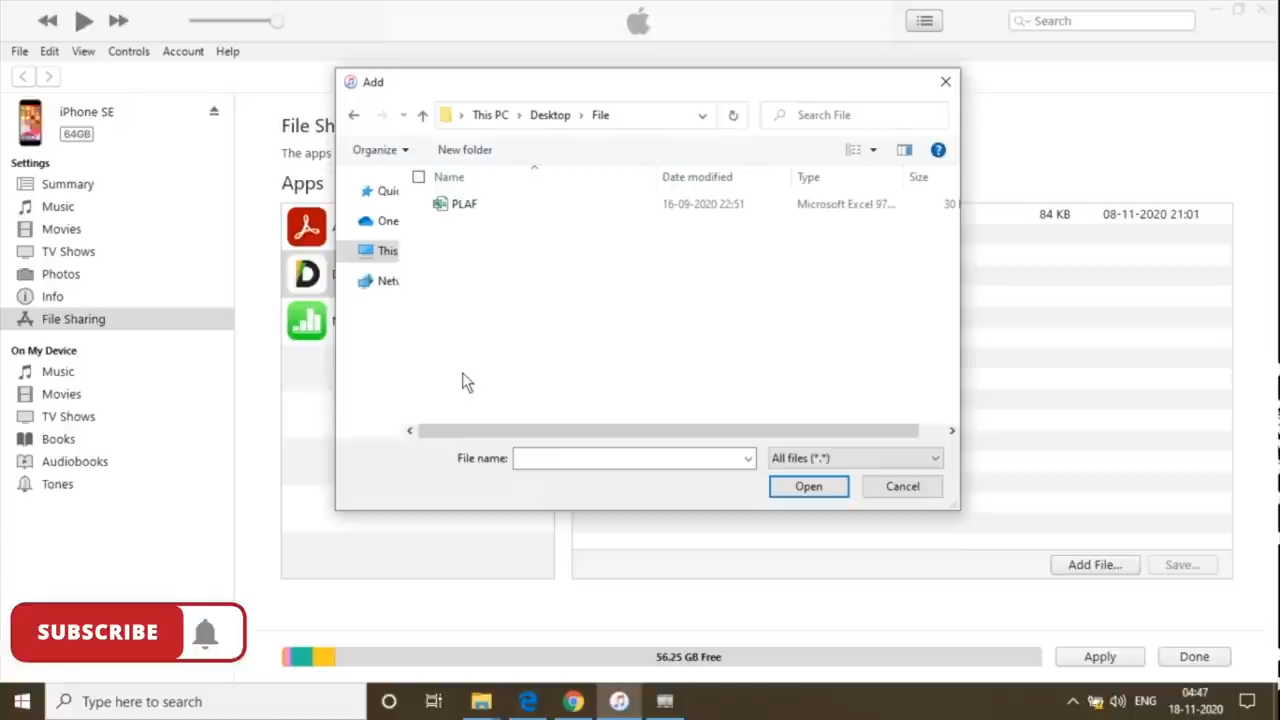 Search
File Edit View Controls Account Help
iPhone SE
64GB
Settings
Summary
Music
Movies
TV Shows
Photos
Info
File Sharing
On My Device
Music
Movies
TV Shows
Books
Audiobooks
Tones
File Sh
The apps
Apps
84 KB 08-11-2020 21:01
Add
This PC Desktop File
Search File
Organize New folder
Name Date modified Type Size
PLAF 16-09-2020 22:51 Microsoft Excel 97... 30
Quic
One
This
Net
File name: All files (*.*)
Open Cancel
Add File... Save...
SUBSCRIBE
56.25 GB Free
Apply Done
Type here to search
ENG
04:47
18-11-2020